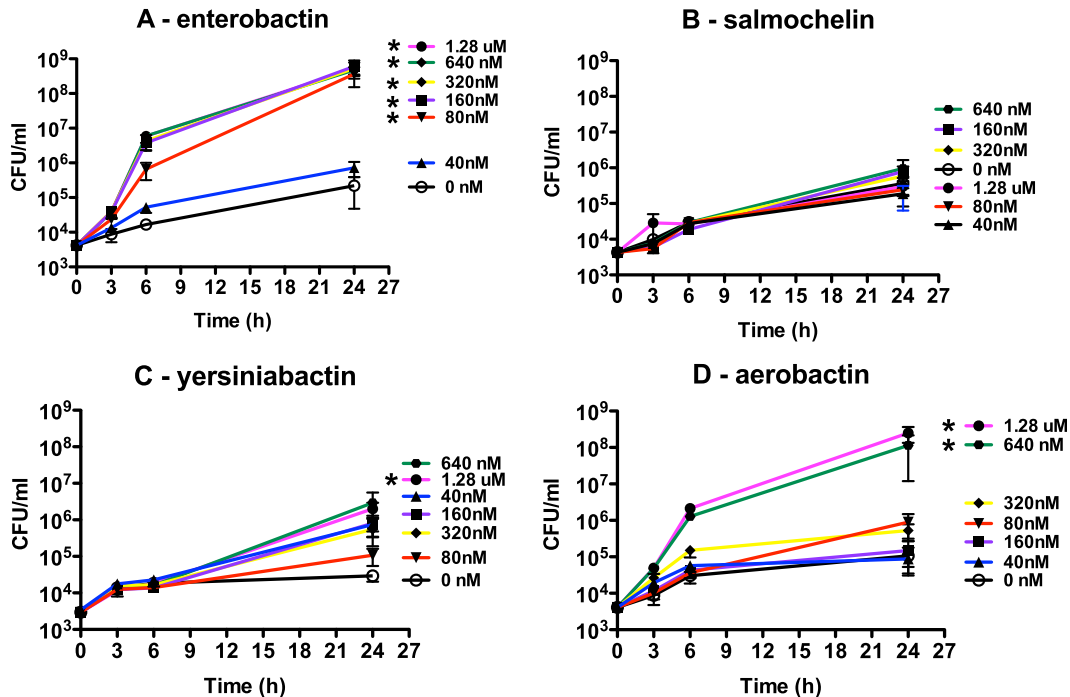 A - enterobactin
CFU/ml
10⁹
10⁸
10⁷
10⁶
10⁵
10⁴
10³
0 3 6 9 12 15 18 21 24 27
Time (h)
* 1.28 uM
* 640 nM
* 320nM
* 160nM
* 80nM
40nM
0 nM
B - salmochelin
CFU/ml
10⁹
10⁸
10⁷
10⁶
10⁵
10⁴
10³
0 3 6 9 12 15 18 21 24 27
Time (h)
640 nM
160nM
320nM
0 nM
1.28 uM
80nM
40nM
C - yersiniabactin
CFU/ml
10⁹
10⁸
10⁷
10⁶
10⁵
10⁴
10³
0 3 6 9 12 15 18 21 24 27
Time (h)
640 nM
* 1.28 uM
40nM
160nM
320nM
80nM
0 nM
D - aerobactin
CFU/ml
10⁹
10⁸
10⁷
10⁶
10⁵
10⁴
10³
0 3 6 9 12 15 18 21 24 27
Time (h)
* 1.28 uM
* 640 nM
320nM
80nM
160nM
40nM
0 nM